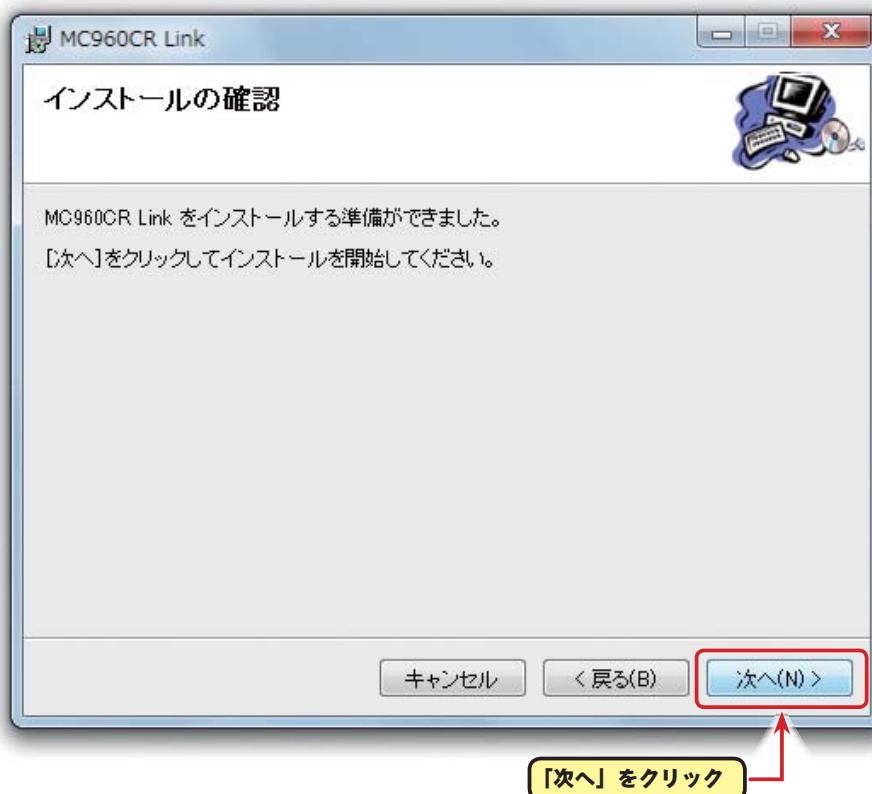 MC960CR Link
インストールの確認
MC960CR Link をインストールする準備ができました。
[次へ]をクリックしてインストールを開始してください。
キャンセル
< 戻る(B)
次へ(N) >
「次へ」をクリック